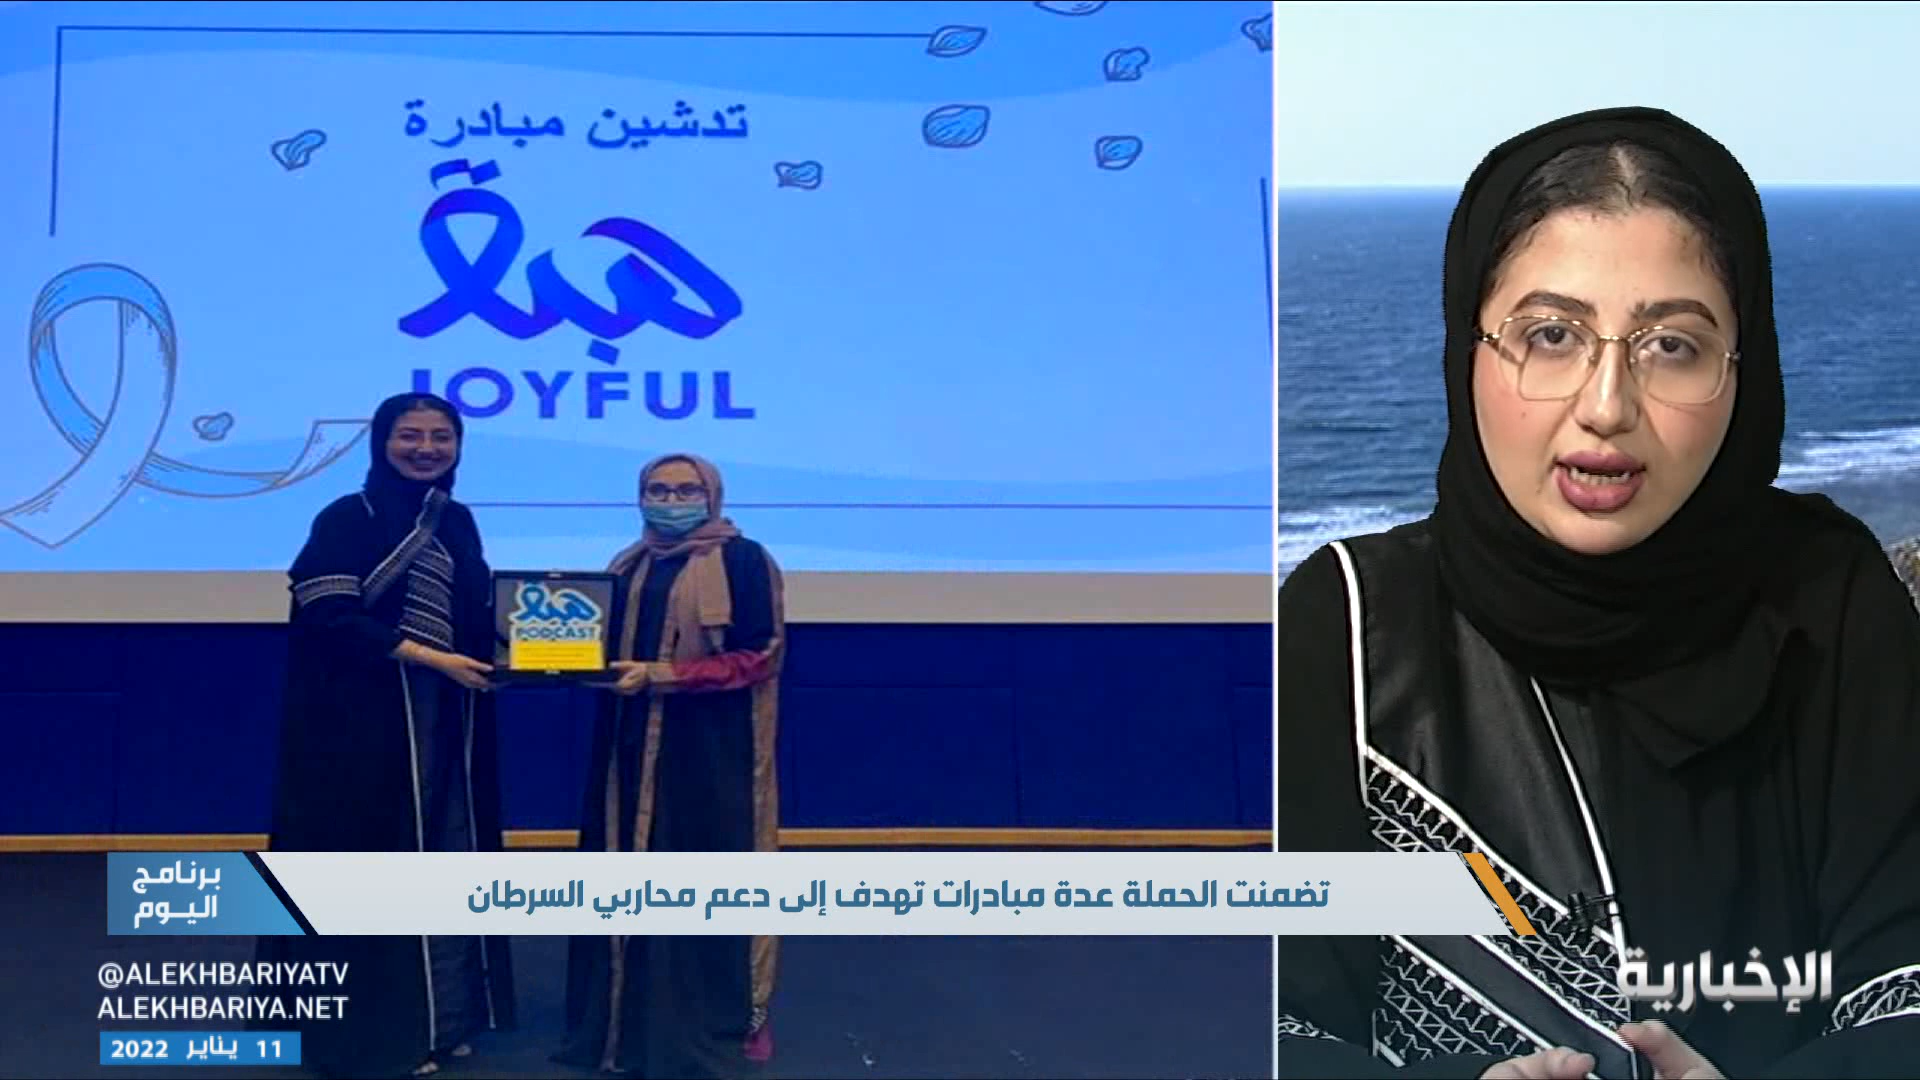 تدشين مبادرة
هبة
JOYFUL
هبة
PODCAST
برنامج
اليوم
تضمنت الحملة عدة مبادرات تهدف إلى دعم محاربي السرطان
@ALEKHBARIYATV
ALEKHBARIYA.NET
11 يناير 2022
الإخبارية